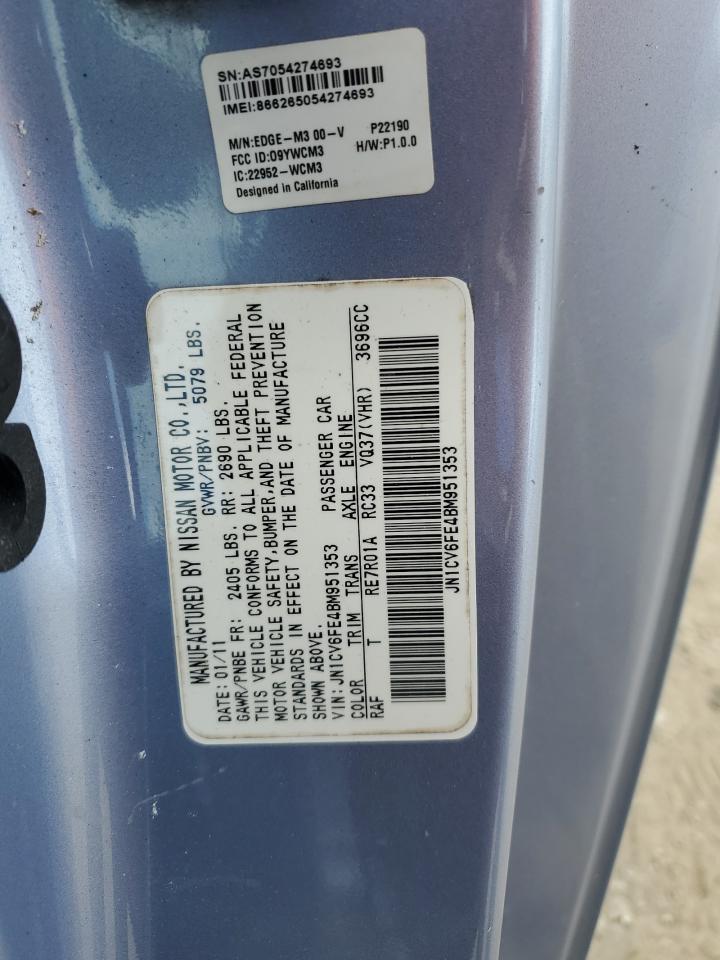 SN:AS7054274693
IMEI:866265054274693
M/N:EDGE-M3 00-V P22190
FCC ID:O9YWCM3 H/W:P1.0.0
IC:22952-WCM3
Designed in California
MANUFACTURED BY NISSAN MOTOR CO.,LTD.
DATE: 01/11 GVWR/PNBV: 5079 LBS.
GAWR/PNBE FR: 2405 LBS. RR: 2690 LBS.
THIS VEHICLE CONFORMS TO ALL APPLICABLE FEDERAL
MOTOR VEHICLE SAFETY,BUMPER,AND THEFT PREVENTION
STANDARDS IN EFFECT ON THE DATE OF MANUFACTURE
SHOWN ABOVE.
VIN: JN1CV6FE4BM951353 PASSENGER CAR
COLOR TRIM TRANS AXLE ENGINE
RAF T RE7R01A RC33 VQ37(VHR) 3696CC
JN1CV6FE4BM951353